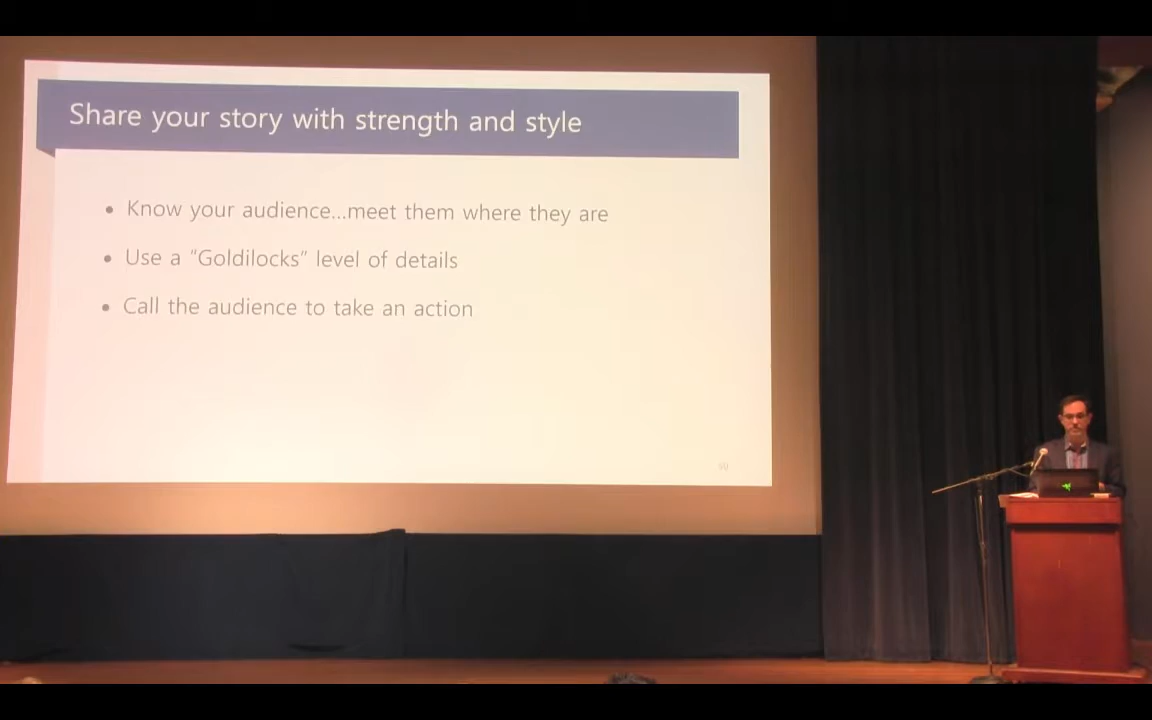 Share your story with strength and style
• Know your audience...meet them where they are
• Use a “Goldilocks” level of details
• Call the audience to take an action